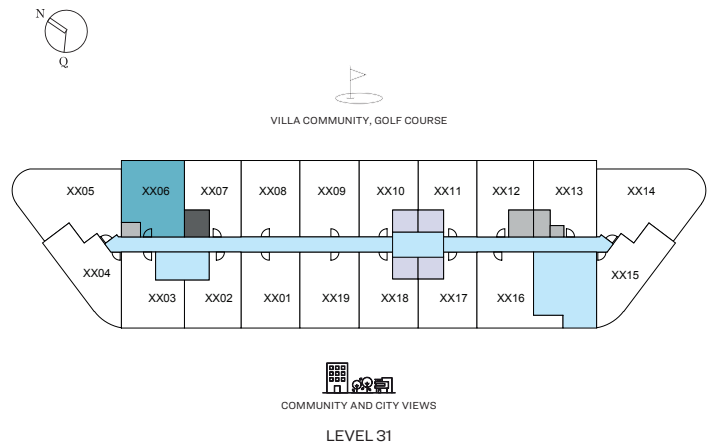 N
Q
VILLA COMMUNITY, GOLF COURSE
XX05 XX06 XX07 XX08 XX09 XX10 XX11 XX12 XX13 XX14
XX04 XX15
XX03 XX02 XX01 XX19 XX18 XX17 XX16
COMMUNITY AND CITY VIEWS
LEVEL 31